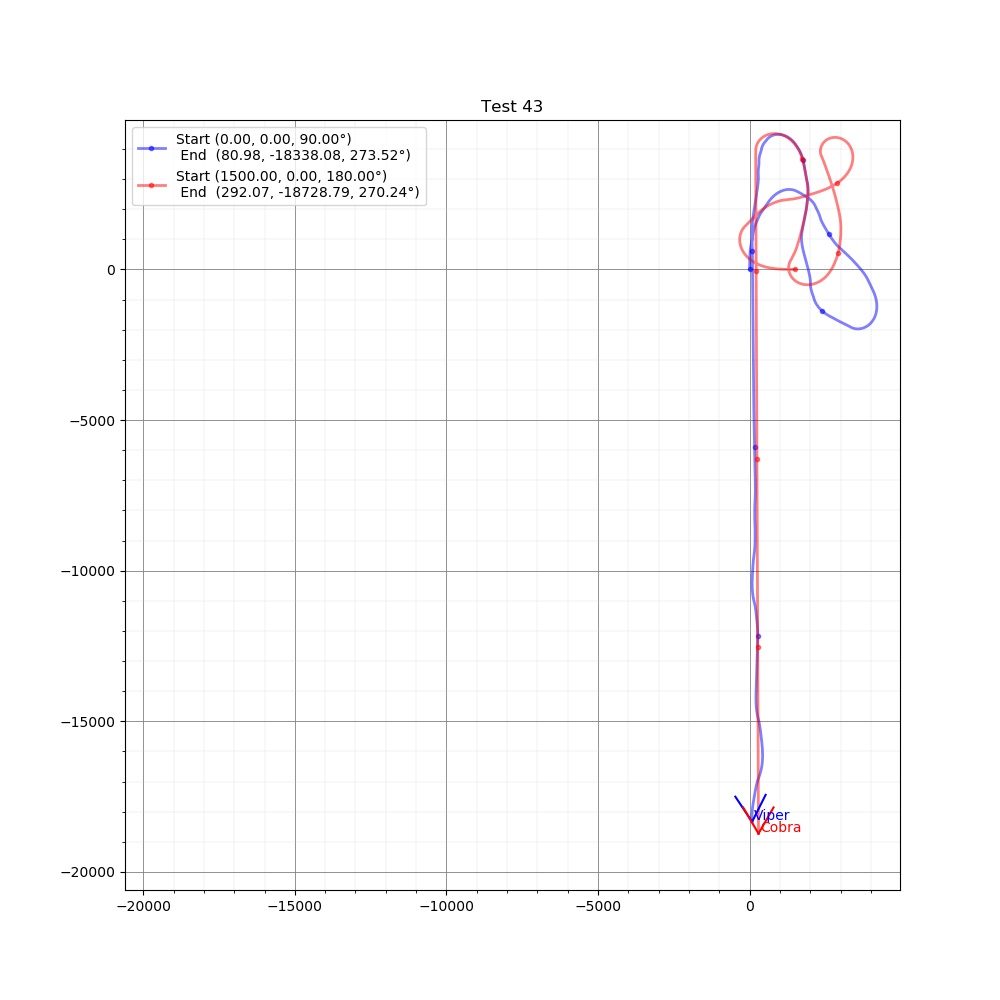 Test 43
Start (0.00, 0.00, 90.00°)
End (80.98, -18338.08, 273.52°)
Start (1500.00, 0.00, 180.00°)
End (292.07, -18728.79, 270.24°)
0
−5000
−10000
−15000
−20000
Viper
Cobra
−20000 −15000 −10000 −5000 0